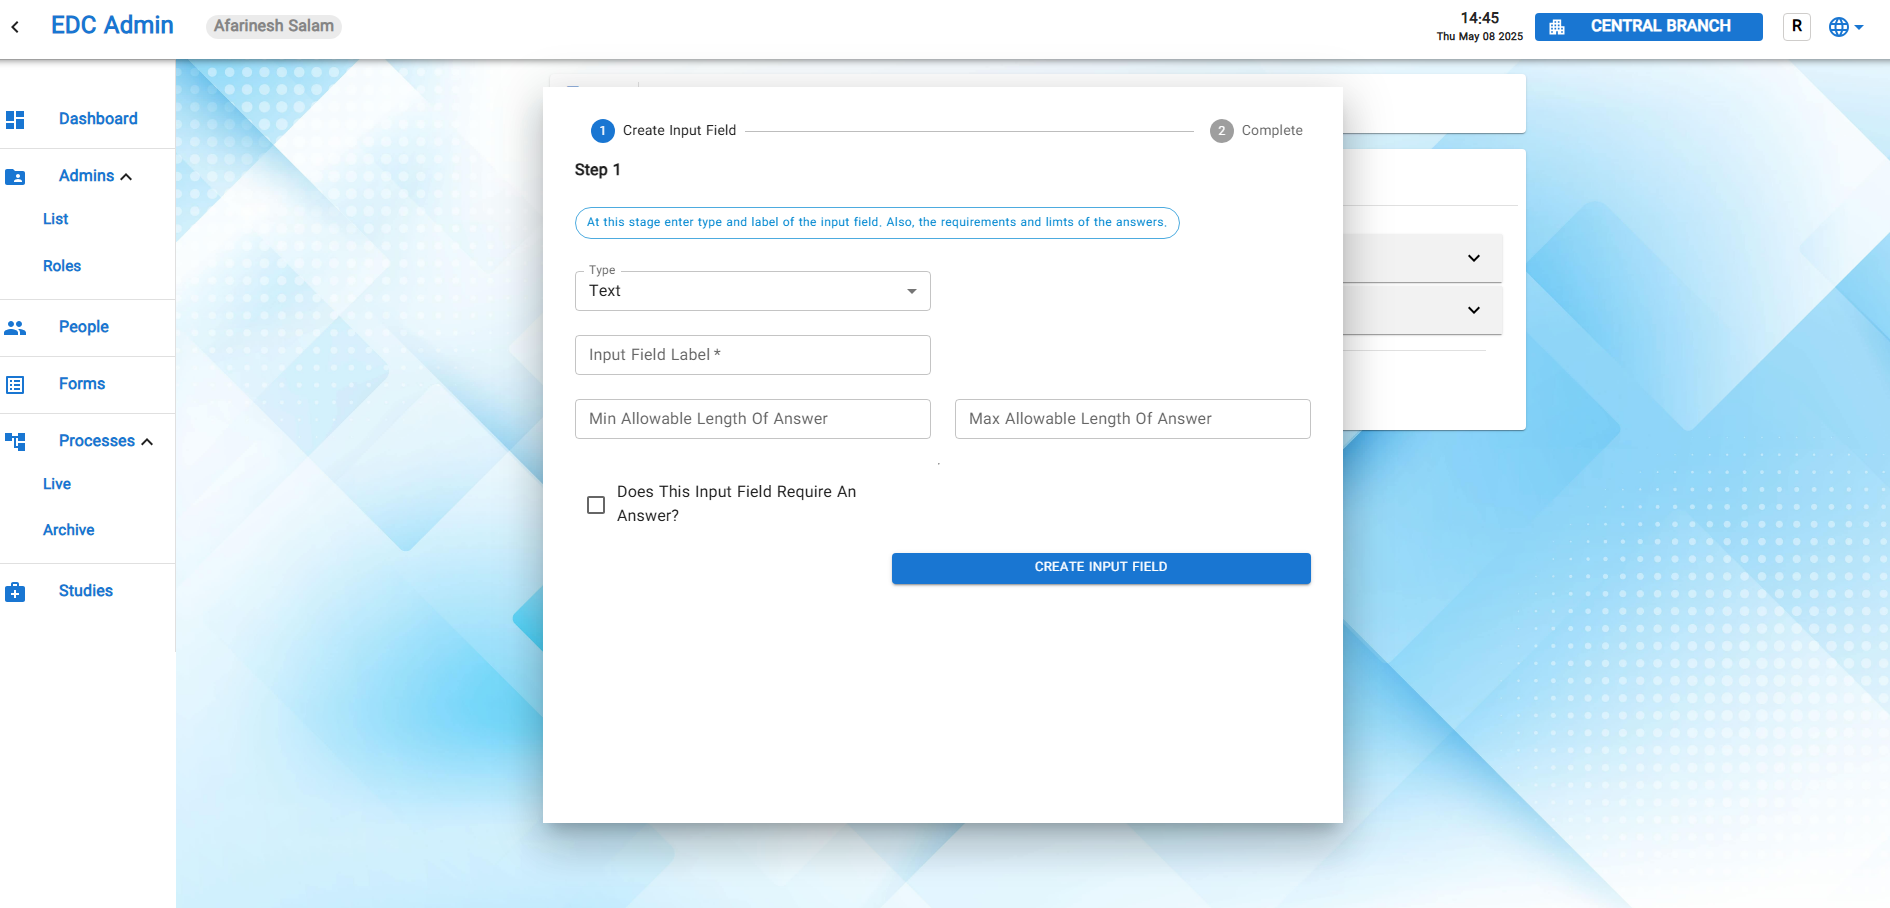 EDC Admin
Afarinesh Salam
14:45
Thu May 08 2025
CENTRAL BRANCH
R
Dashboard
Admins
List
Roles
People
Forms
Processes
Live
Archive
Studies
1 Create Input Field
2 Complete
Step 1
At this stage enter type and label of the input field. Also, the requirements and limts of the answers.
Type
Text
Input Field Label *
Min Allowable Length Of Answer
Max Allowable Length Of Answer
Does This Input Field Require An
Answer?
CREATE INPUT FIELD